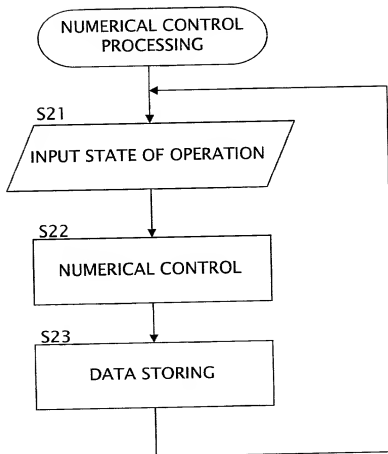 NUMERICAL CONTROL
PROCESSING
S21
INPUT STATE OF OPERATION
S22
NUMERICAL CONTROL
S23
DATA STORING